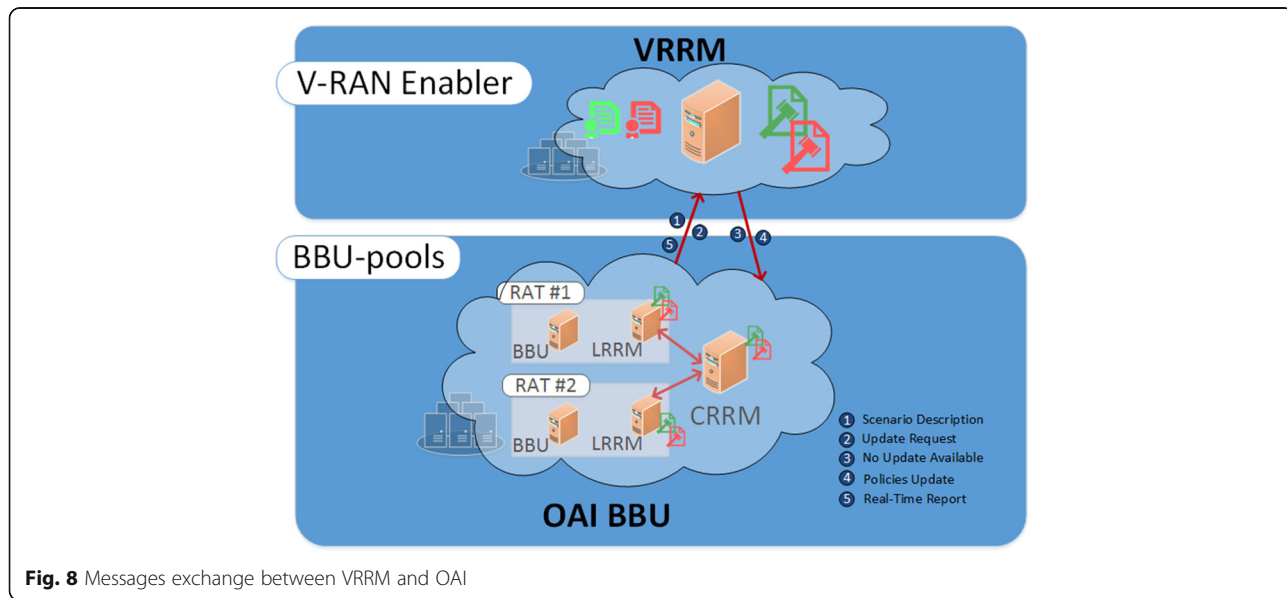 VRRM
V-RAN Enabler
1
2
5
3
4
BBU-pools
RAT #1
BBU
LRRM
RAT #2
BBU
LRRM
CRRM
OAI BBU
1 Scenario Description
2 Update Request
3 No Update Available
4 Policies Update
5 Real-Time Report
Fig. 8 Messages exchange between VRRM and OAI